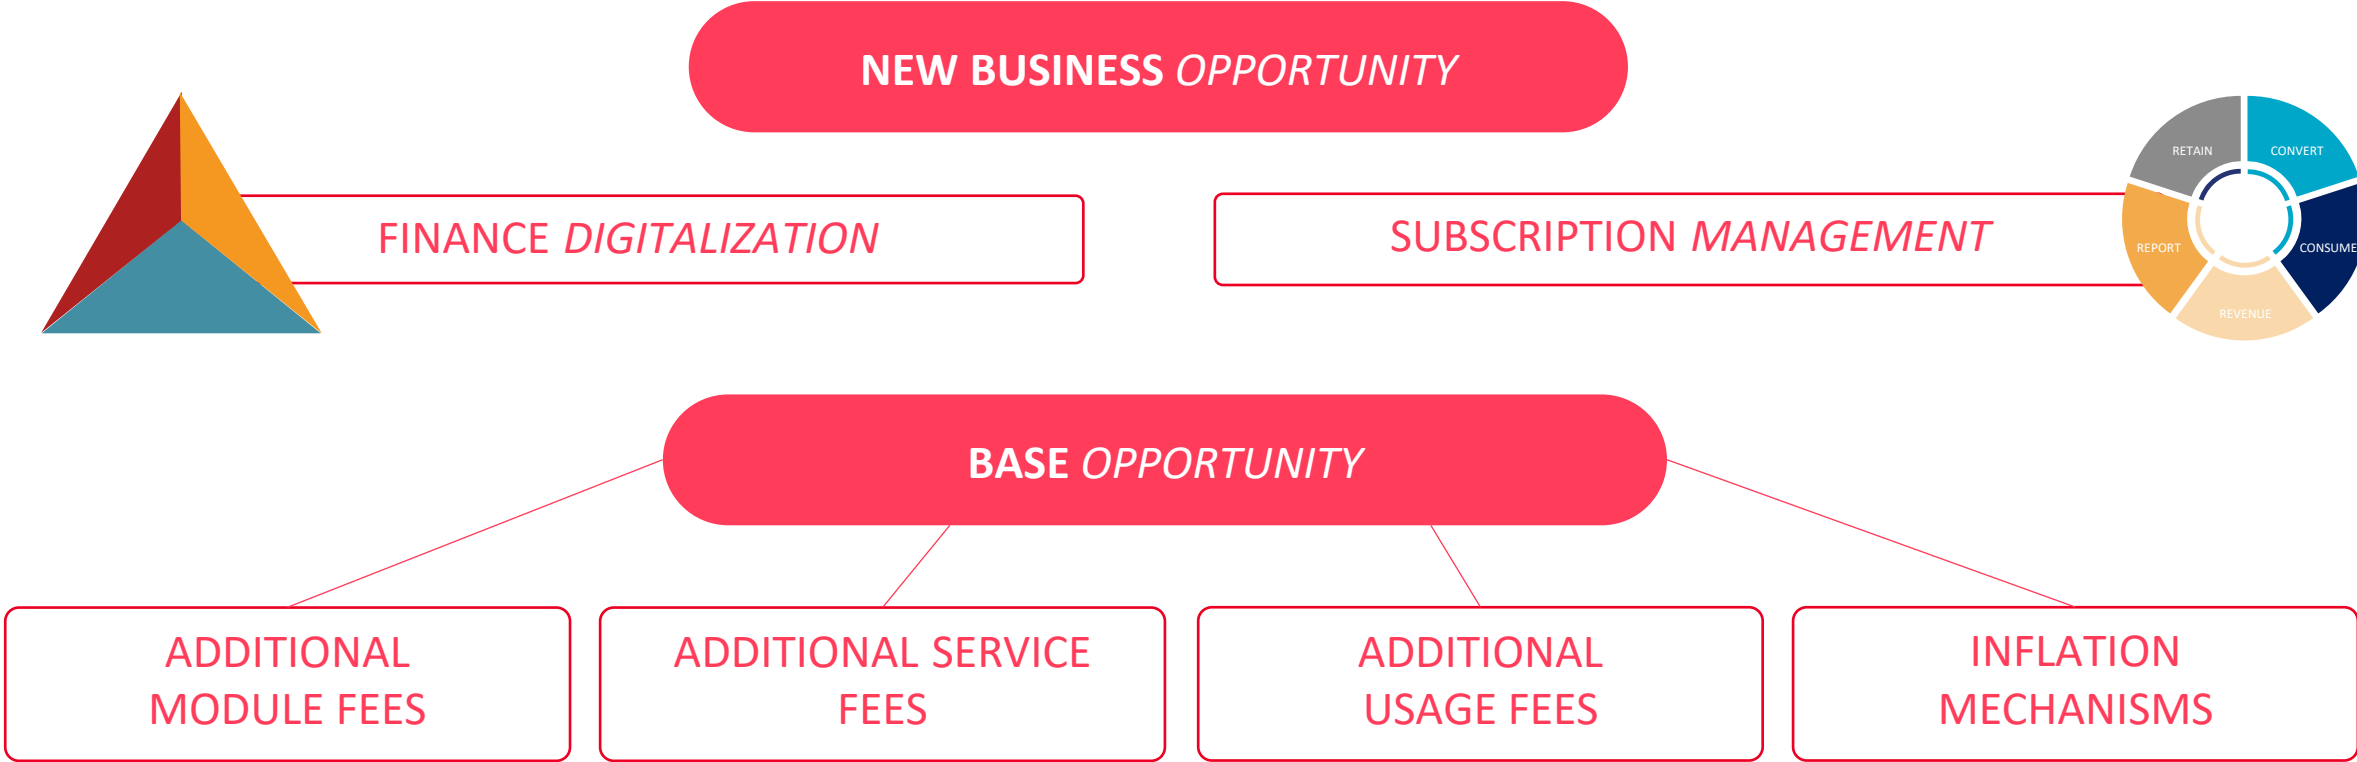 NEW BUSINESS OPPORTUNITY
FINANCE DIGITALIZATION
SUBSCRIPTION MANAGEMENT
RETAIN
CONVERT
REPORT
CONSUME
REVENUE
BASE OPPORTUNITY
ADDITIONAL
MODULE FEES
ADDITIONAL SERVICE
FEES
ADDITIONAL
USAGE FEES
INFLATION
MECHANISMS